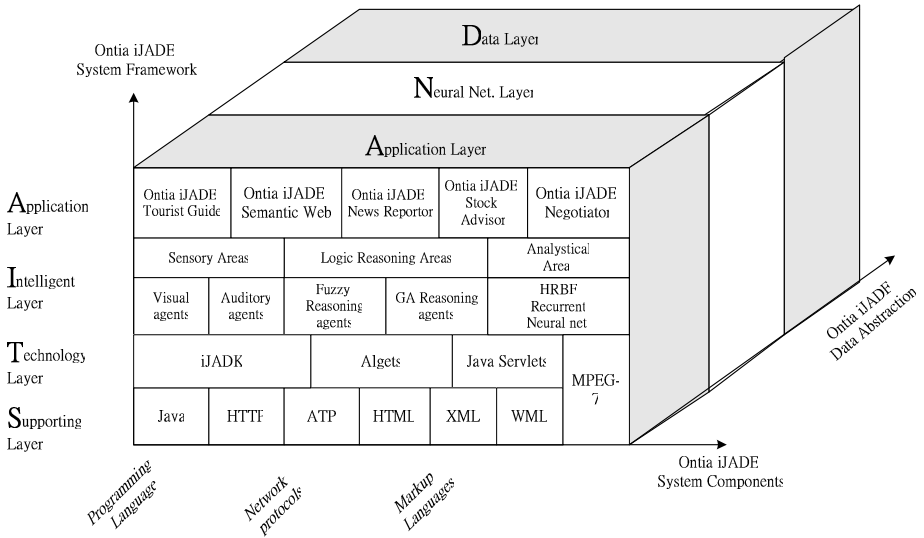 Ontia iJADE
System Framework
Data Layer
Neural Net. Layer
Application Layer
Application
Layer
Ontia iJADE
Tourist Guide
Ontia iJADE
Semantic Web
Ontia iJADE
News Reportor
Ontia iJADE
Stock
Advisor
Ontia iJADE
Negotiator
Intelligent
Layer
Sensory Areas
Logic Reasoning Areas
Analystical
Area
Visual
agents
Auditory
agents
Fuzzy
Reasoning
agents
GA Reasoning
agents
HRBF
Recurrent
Neural net
Technology
Layer
iJADK
Algets
Java Servlets
MPEG-
7
Supporting
Layer
Java
HTTP
ATP
HTML
XML
WML
Programming
Language
Network
protocols
Markup
Languages
Ontia iJADE
System Components
Ontia iJADE
Data Abstraction